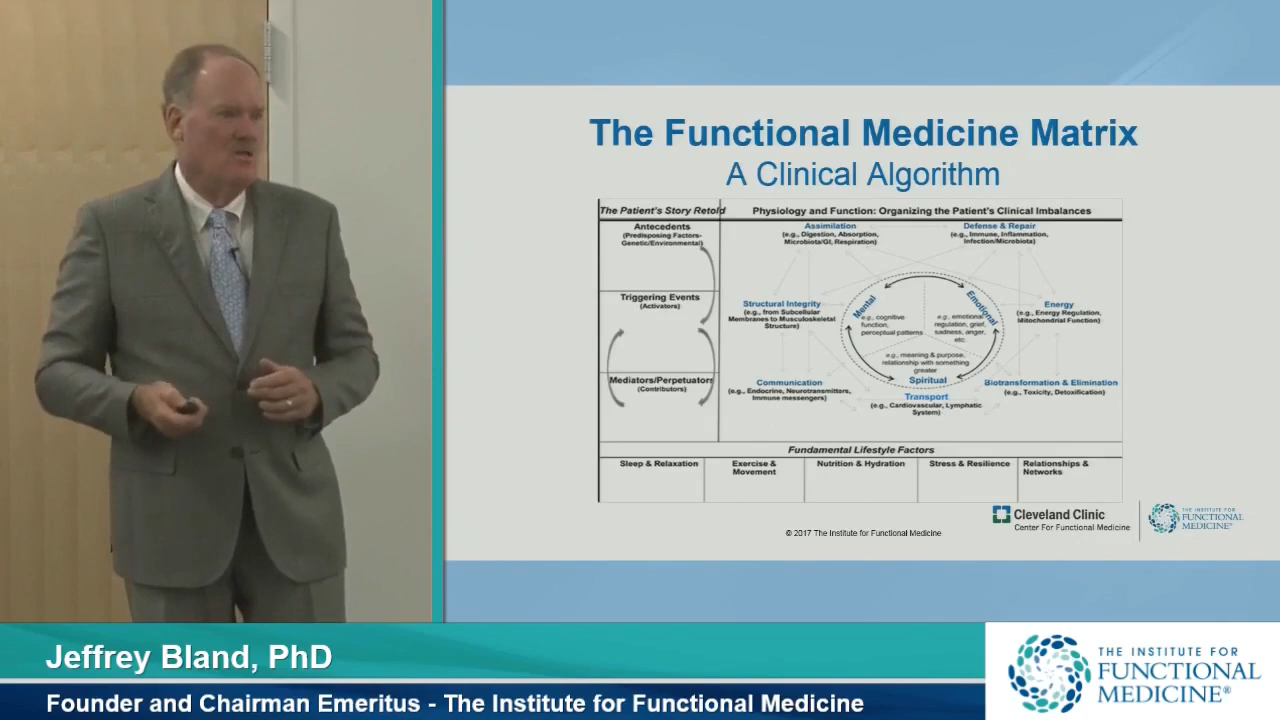 The Functional Medicine Matrix
A Clinical Algorithm
The Patient's Story Retold
Physiology and Function: Organizing the Patient's Clinical Imbalances
Antecedents
(Predisposing Factors-
Genetic/Environmental)
Triggering Events
(Activators)
Mediators/Perpetuators
(Contributors)
Assimilation
(e.g., Digestion, Absorption,
Microbiota/GI, Respiration)
Defense & Repair
(e.g., Immune, Inflammation,
Infection/Microbiota)
Structural Integrity
(e.g., from Subcellular
Membranes to Musculoskeletal
Structure)
Mental
e.g., cognitive
function,
perceptual patterns
Emotional
e.g., emotional
regulation, grief,
sadness, anger,
etc.
Energy
(e.g., Energy Regulation,
Mitochondrial Function)
e.g., meaning & purpose,
relationship with something
greater
Spiritual
Communication
(e.g., Endocrine, Neurotransmitters,
Immune messengers)
Transport
(e.g., Cardiovascular, Lymphatic
System)
Biotransformation & Elimination
(e.g., Toxicity, Detoxification)
Fundamental Lifestyle Factors
Sleep & Relaxation
Exercise &
Movement
Nutrition & Hydration
Stress & Resilience
Relationships &
Networks
Cleveland Clinic
Center For Functional Medicine
THE INSTITUTE FOR
FUNCTIONAL
MEDICINE®
© 2017 The Institute for Functional Medicine
Jeffrey Bland, PhD
Founder and Chairman Emeritus - The Institute for Functional Medicine
THE INSTITUTE FOR
FUNCTIONAL
MEDICINE®